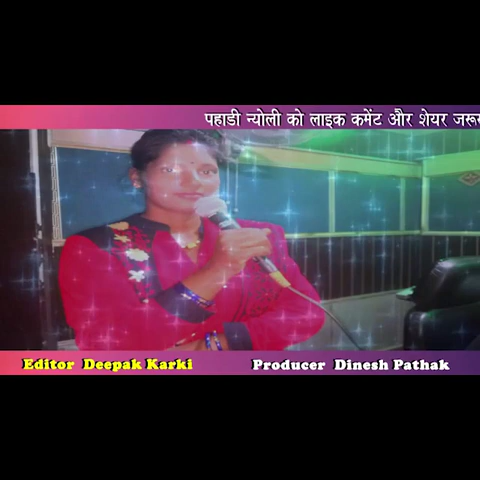 पहाडी न्योली को लाइक कमेंट और शेयर
Editor Deepak Karki
Producer Dinesh Pathak